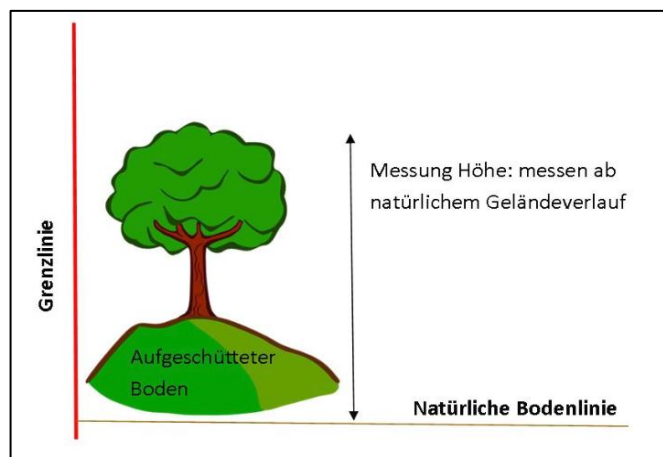 Grenzlinie
Messung Höhe: messen ab
natürlichem Geländeverlauf
Aufgeschütteter
Boden
Natürliche Bodenlinie